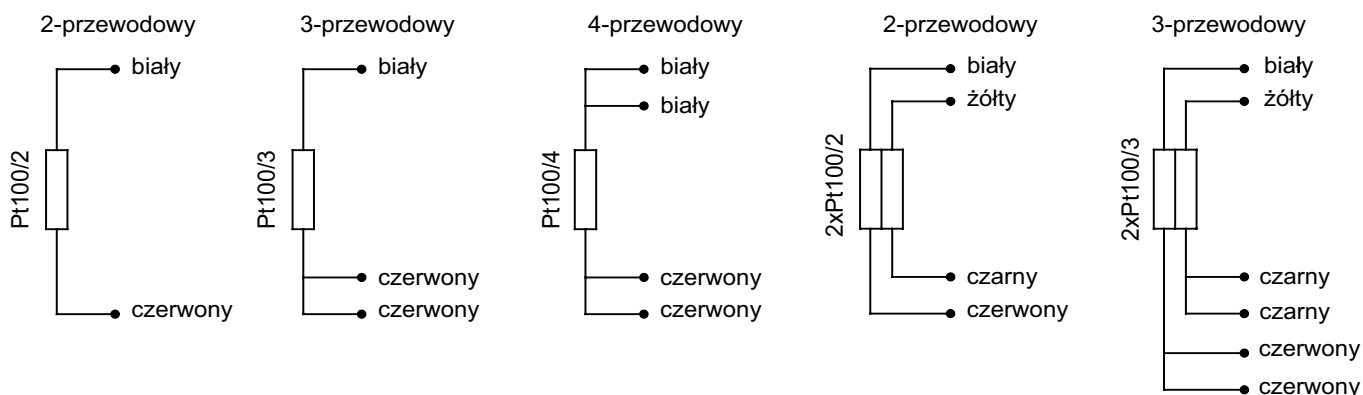 2-przewodowy
biały
Pt100/2
czerwony
3-przewodowy
biały
Pt100/3
czerwony
czerwony
4-przewodowy
biały
biały
Pt100/4
czerwony
czerwony
2-przewodowy
biały
żółty
2xPt100/2
czarny
czerwony
3-przewodowy
biały
żółty
2xPt100/3
czarny
czarny
czerwony
czerwony